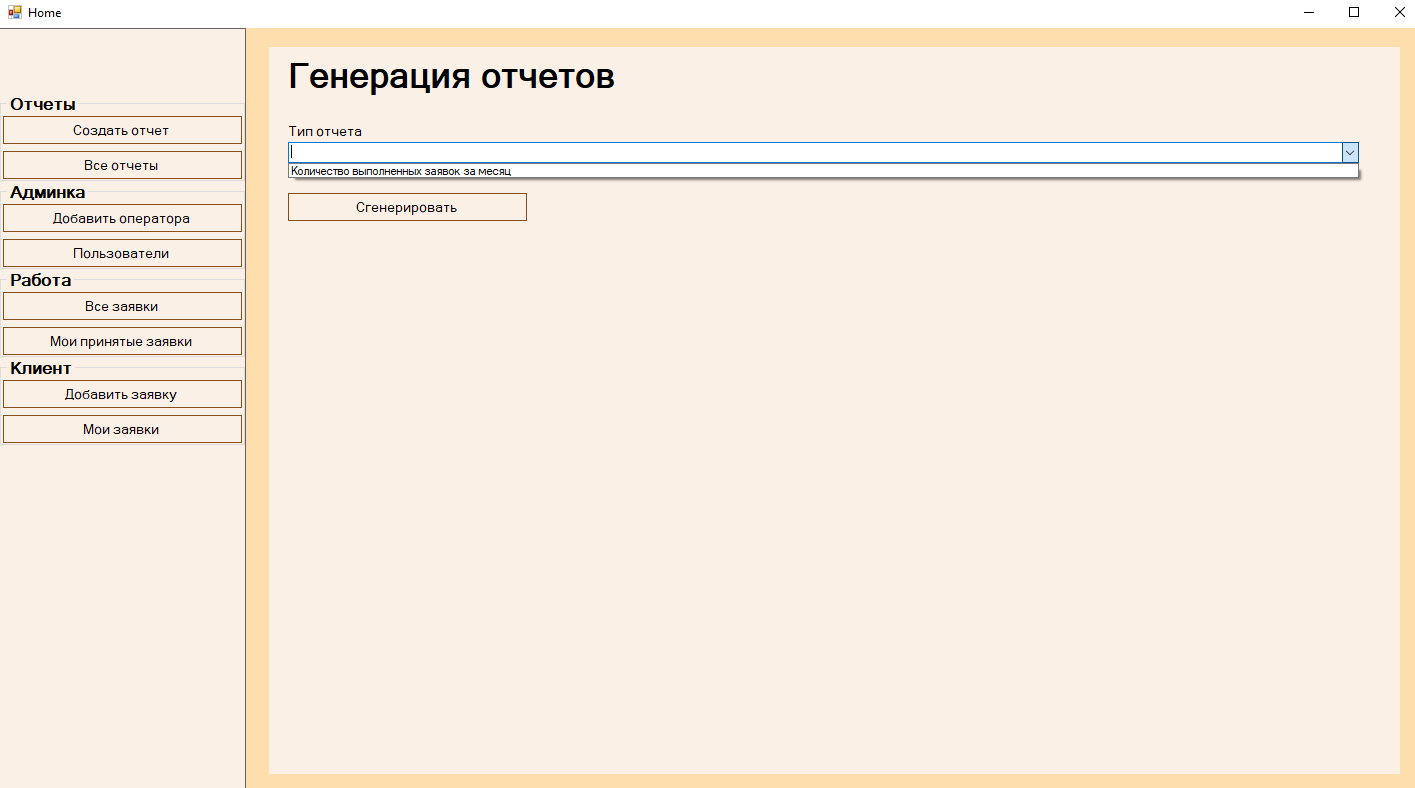 Home
Отчеты
Создать отчет
Все отчеты
Админка
Добавить оператора
Пользователи
Работа
Все заявки
Мои принятые заявки
Клиент
Добавить заявку
Мои заявки
Генерация отчетов
Тип отчета
Количество выполненных заявок за месяц
Сгенерировать